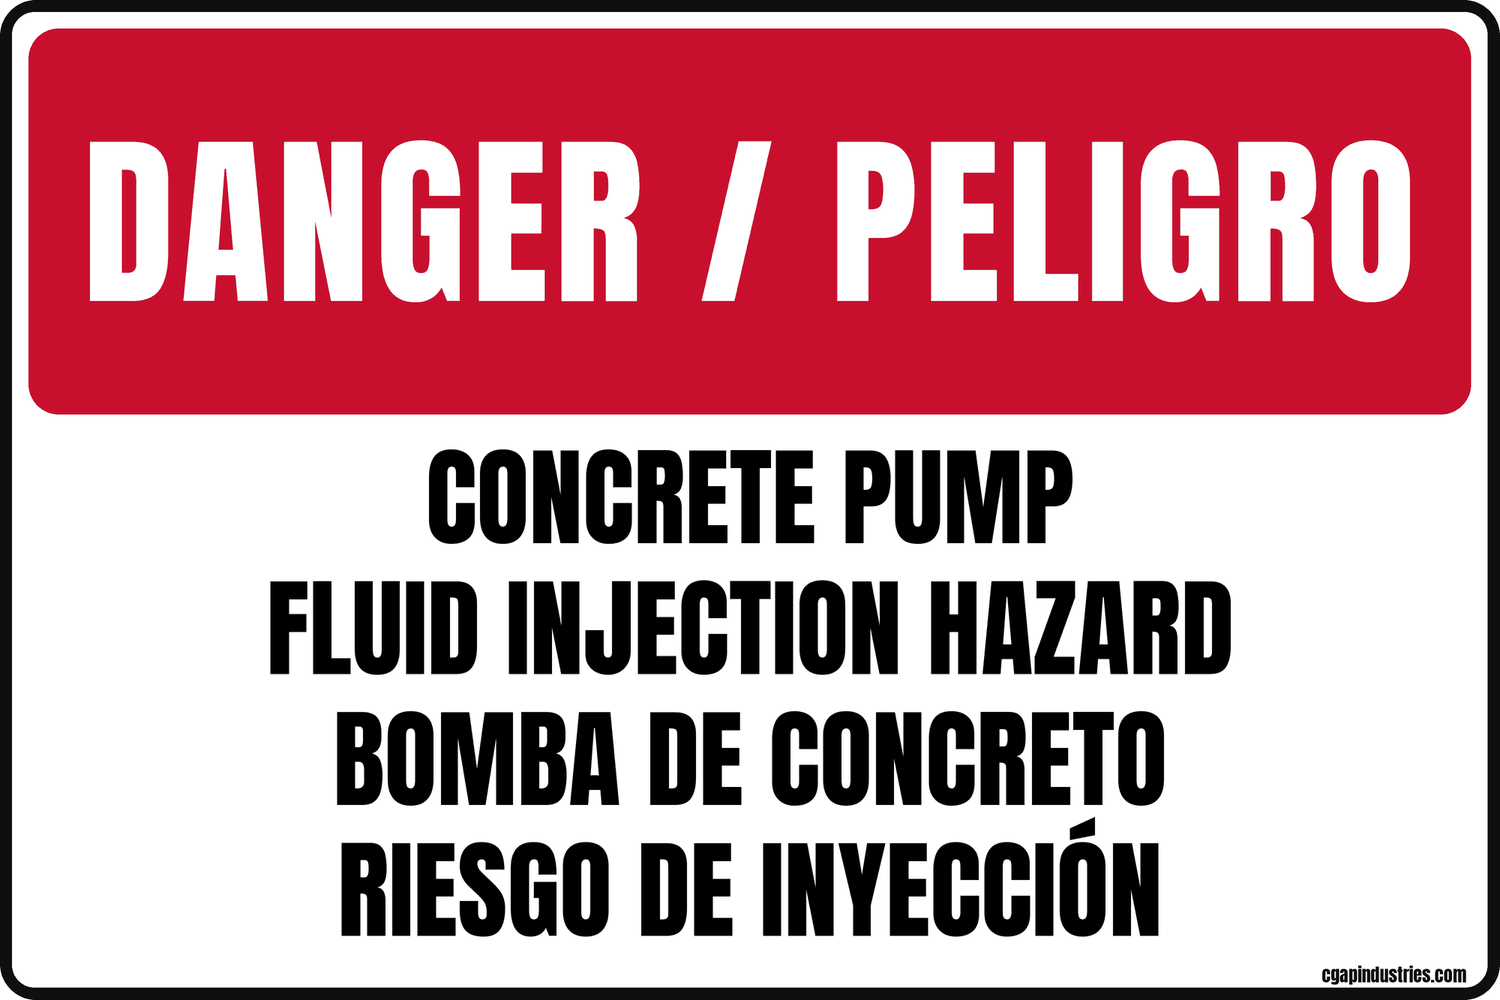 DANGER / PELIGRO
CONCRETE PUMP
FLUID INJECTION HAZARD
BOMBA DE CONCRETO
RIESGO DE INYECCIÓN
cgapindustries.com